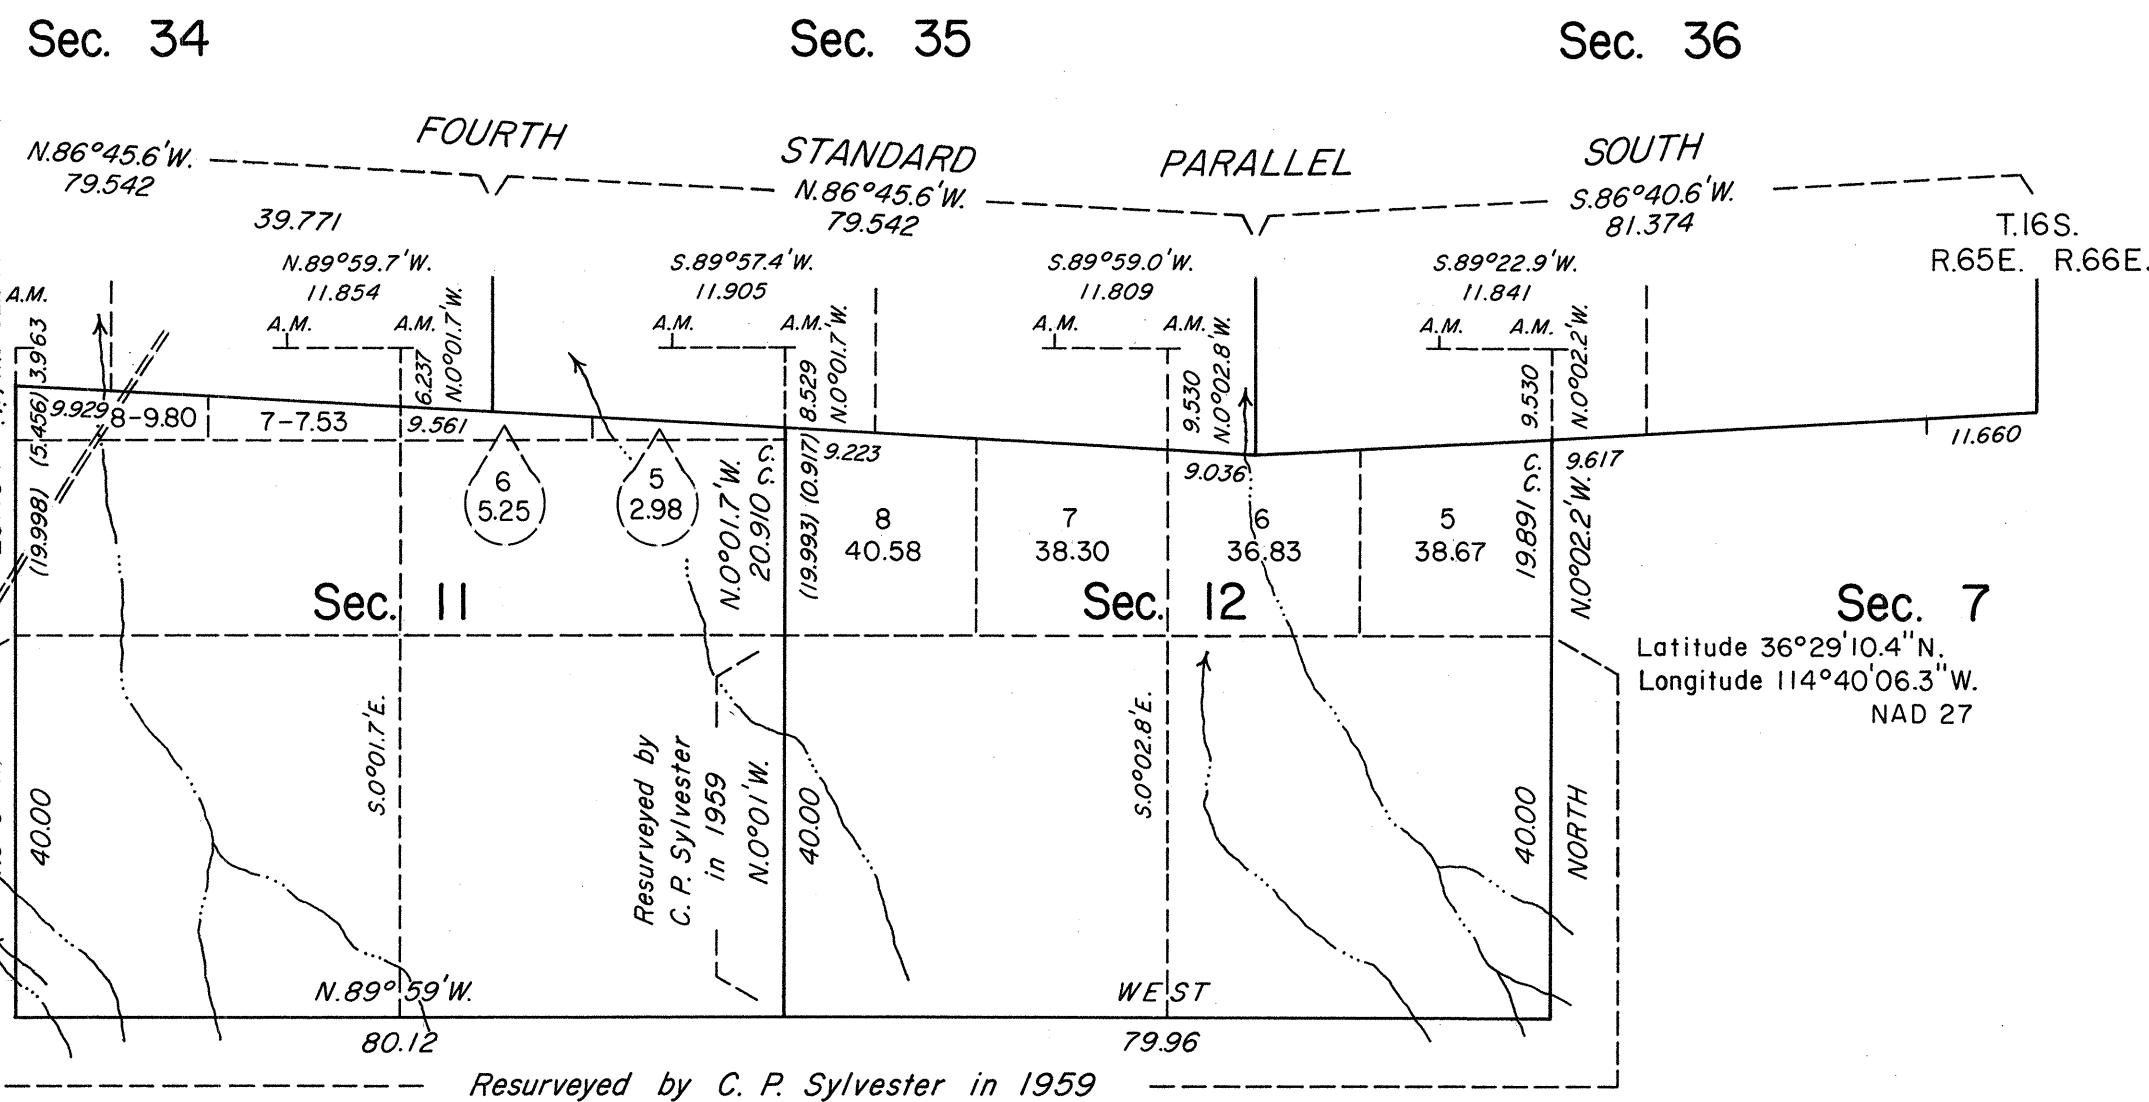 Sec. 34
Sec. 35
Sec. 36
FOURTH STANDARD PARALLEL SOUTH
N.86°45.6'W.
79.542
N.86°45.6'W.
79.542
S.86°40.6'W.
81.374
T.16S.
R.65E. R.66E.
39.771
N.89°59.7'W.
11.854
S.89°57.4'W.
11.905
S.89°59.0'W.
11.809
S.89°22.9'W.
11.841
A.M.
A.M.
A.M.
A.M.
A.M.
A.M.
A.M.
A.M.
A.M.
3.963
6.237
N.0°01.7'W.
8.529
N.0°01.7'W.
9.530
N.0°02.8'W.
9.530
N.0°02.2'W.
(5.456)
9.929
8-9.80
7-7.53
9.561
(0.917)
9.223
9.036
9.617
11.660
(19.998)
6
5.25
5
2.98
N.0°01.7'W.
20.910
C.
C.
(19.993)
8
40.58
7
38.30
6
36.83
5
38.67
19.891
C.
C.
N.0°02.2'W.
Sec. 11
Sec. 12
Sec. 7
Latitude 36°29'10.4"N.
Longitude 114°40'06.3"W.
NAD 27
40.00
S.0°01.7'E.
Resurveyed by
C. P. Sylvester
in 1959
N.0°01'W.
40.00
S.0°02.8'E.
40.00
NORTH
N.89°59'W.
80.12
WEST
79.96
Resurveyed by C. P. Sylvester in 1959